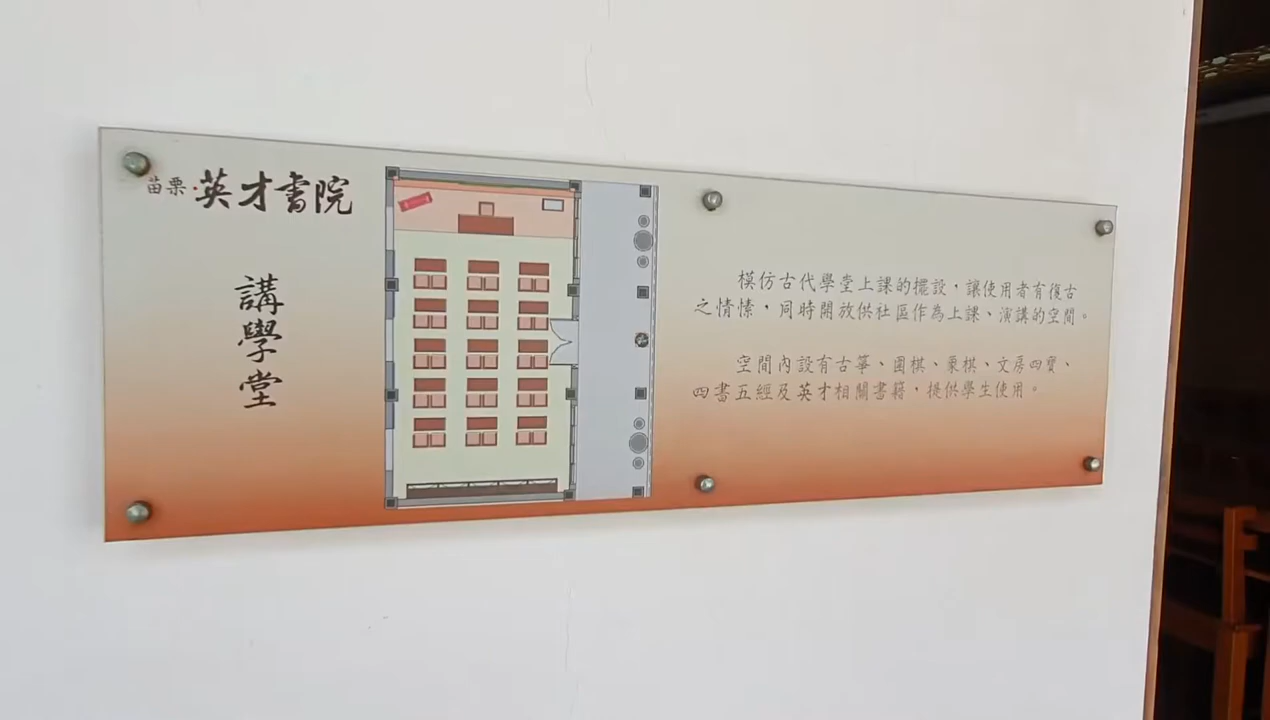 苗栗·英才書院
講學堂
模仿古代學堂上課的擺設，讓使用者有復古
之情愫，同時開放供社區作為上課、演講的空間。
空間內設有古箏、圍棋、象棋、文房四寶、
四書五經及英才相關書籍，提供學生使用。